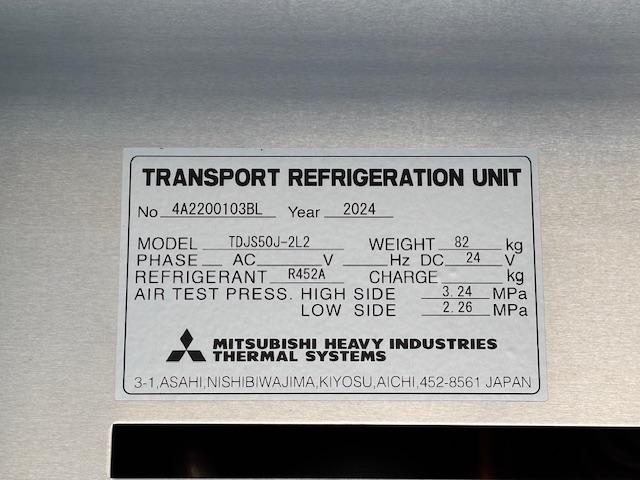 TRANSPORT REFRIGERATION UNIT
No 4A2200103BL Year 2024
MODEL TDJS50J-2L2 WEIGHT 82 kg
PHASE AC V Hz DC 24 V
REFRIGERANT R452A CHARGE kg
AIR TEST PRESS. HIGH SIDE 3.24 MPa
LOW SIDE 2.26 MPa
MITSUBISHI HEAVY INDUSTRIES
THERMAL SYSTEMS
3-1,ASAHI,NISHIBIWAJIMA,KIYOSU,AICHI,452-8561 JAPAN